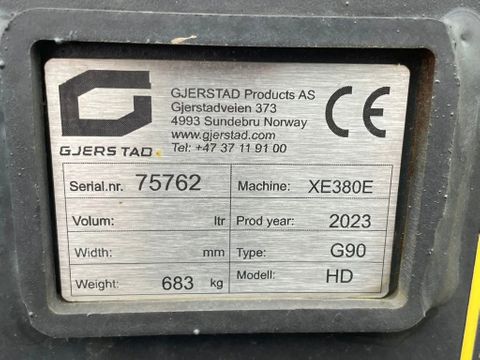 GJERSTAD
GJERSTAD Products AS
Gjerstadveien 373
4993 Sundebru Norway
www.gjerstad.com
Tel: +47 37 11 91 00
CE
Serial.nr. 75762 Machine: XE380E
Volum: ltr Prod year: 2023
Width: mm Type: G90
Weight: 683 kg Modell: HD